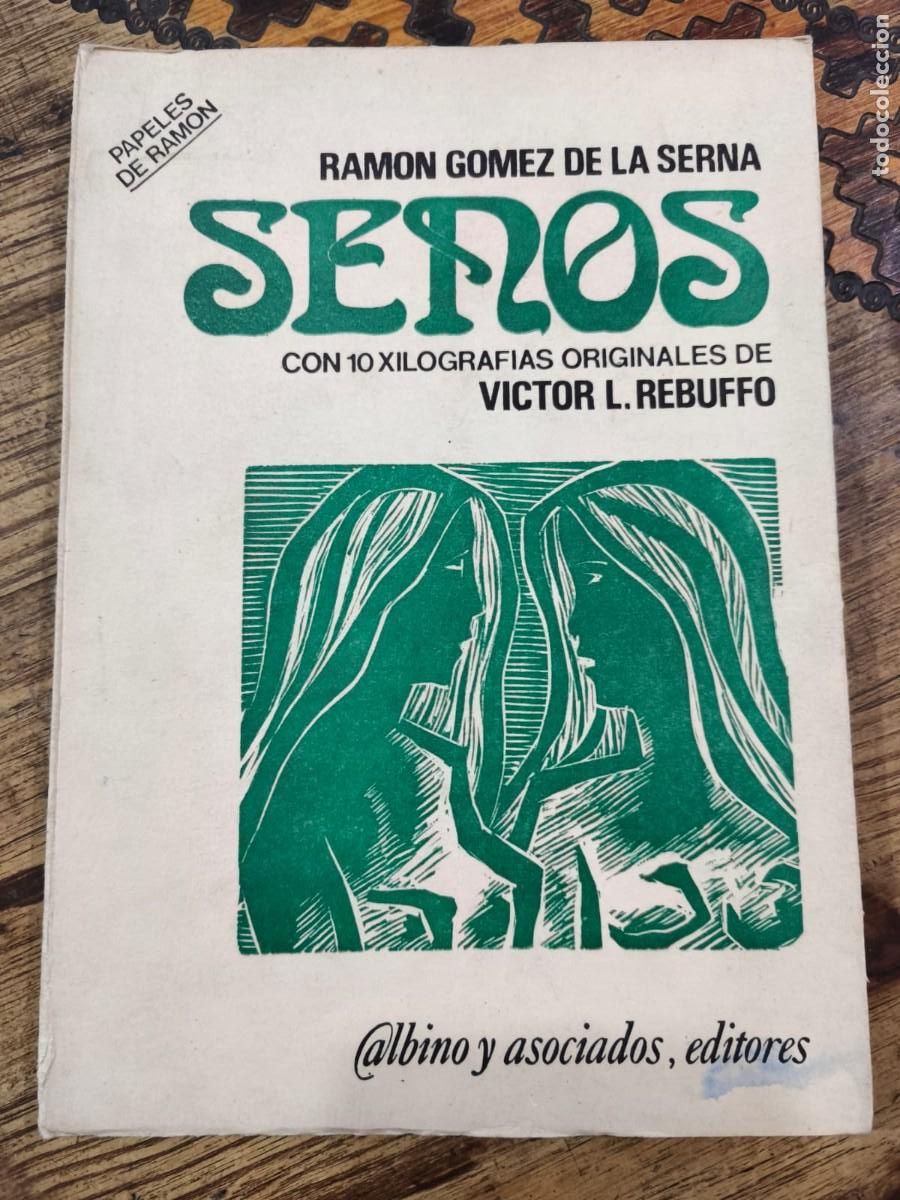 PAPELES
DE RAMON
RAMON GOMEZ DE LA SERNA
SENOS
CON 10 XILOGRAFIAS ORIGINALES DE
VICTOR L. REBUFFO
@lbino y asociados, editores
todocoleccion